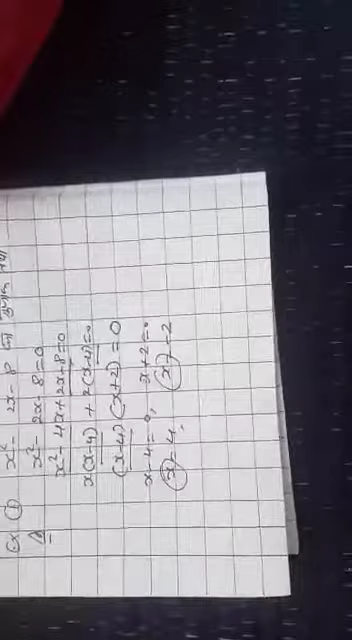 Ex ① x² - 2x - 8 के
x² - 2x - 8 = 0
x² - 4x + 2x - 8 = 0
x(x-4) + 2(x-4) = 0
(x-4) (x+2) = 0
x-4 = 0, x+2 = 0
x = 4, x = -2